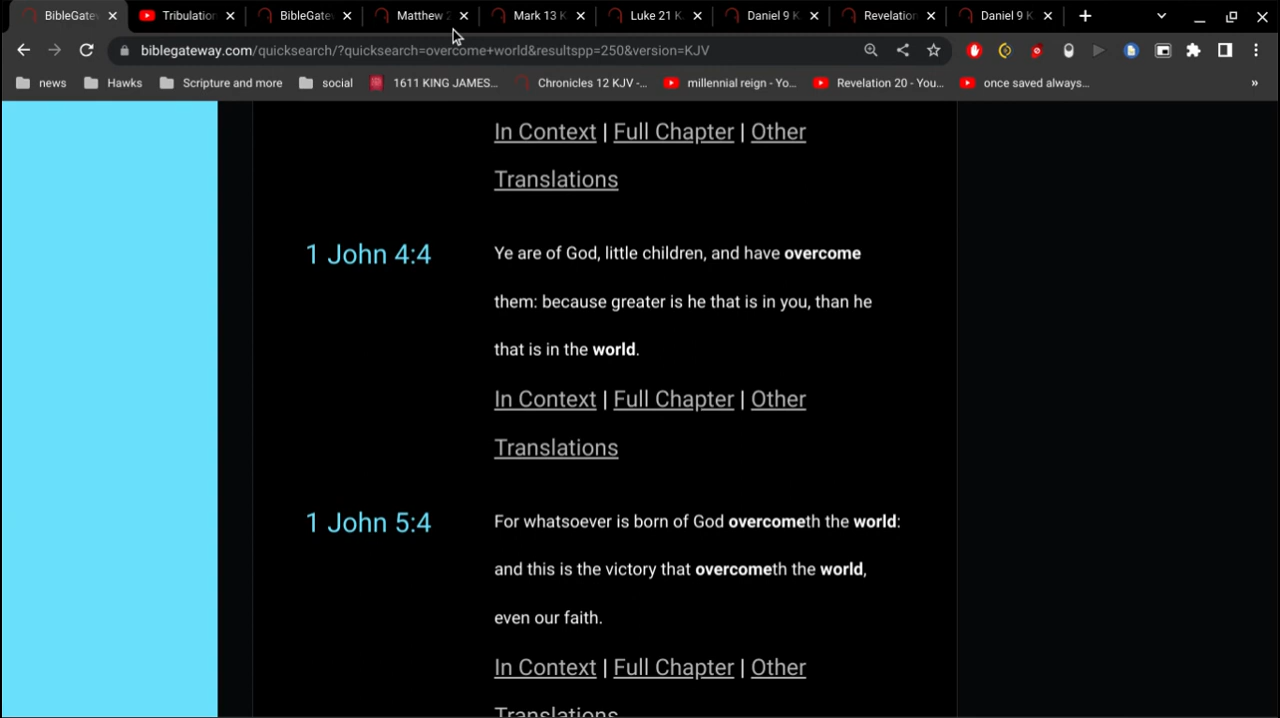 BibleGate Tribulation BibleGate Matthew 2 Mark 13 K Luke 21 K Daniel 9 K Revelation Daniel 9 K
biblegateway.com/quicksearch/?quicksearch=overcome+world&resultspp=250&version=KJV
news Hawks Scripture and more social 1611 KING JAMES... Chronicles 12 KJV -... millennial reign - Yo... Revelation 20 - You... once saved always... »
In Context | Full Chapter | Other
Translations
1 John 4:4 Ye are of God, little children, and have overcome
them: because greater is he that is in you, than he
that is in the world.
In Context | Full Chapter | Other
Translations
1 John 5:4 For whatsoever is born of God overcometh the world:
and this is the victory that overcometh the world,
even our faith.
In Context | Full Chapter | Other
Translations